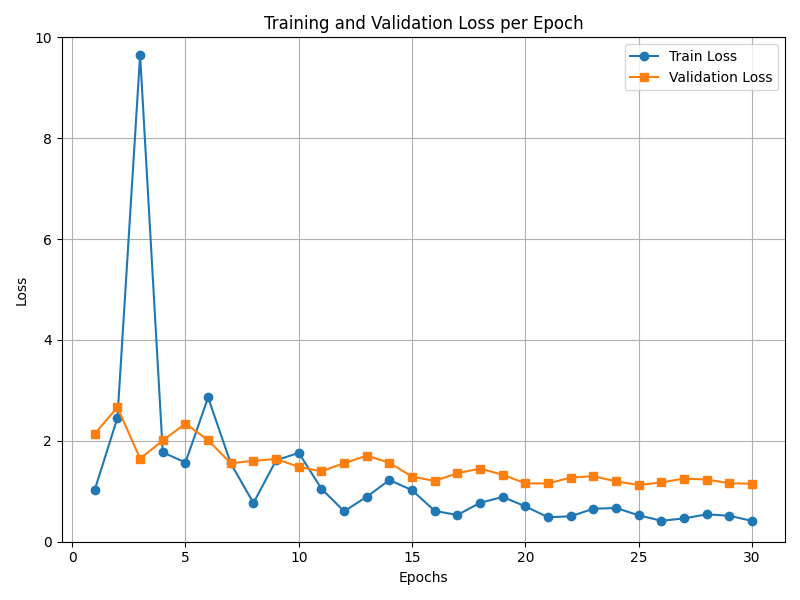 Training and Validation Loss per Epoch
Train Loss
Validation Loss
Loss
10
8
6
4
2
0
0 5 10 15 20 25 30
Epochs